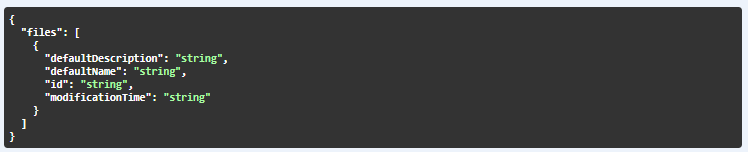 {
  "files": [
    {
      "defaultDescription": "string",
      "defaultName": "string",
      "id": "string",
      "modificationTime": "string"
    }
  ]
}